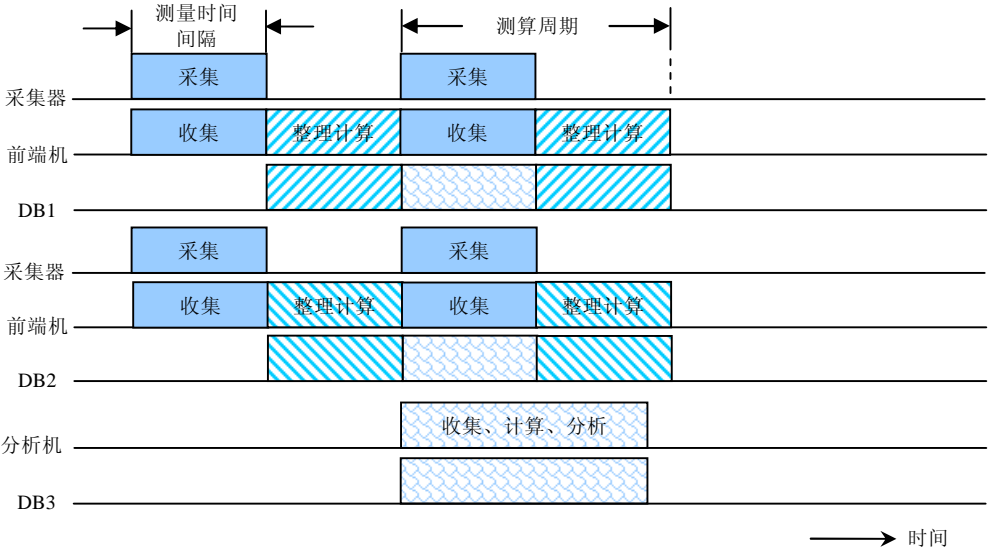 测量时间
间隔
测算周期
采集
采集
采集器
收集
整理计算
收集
整理计算
前端机
DB1
采集
采集
采集器
收集
整理计算
收集
整理计算
前端机
DB2
收集、计算、分析
分析机
DB3
时间